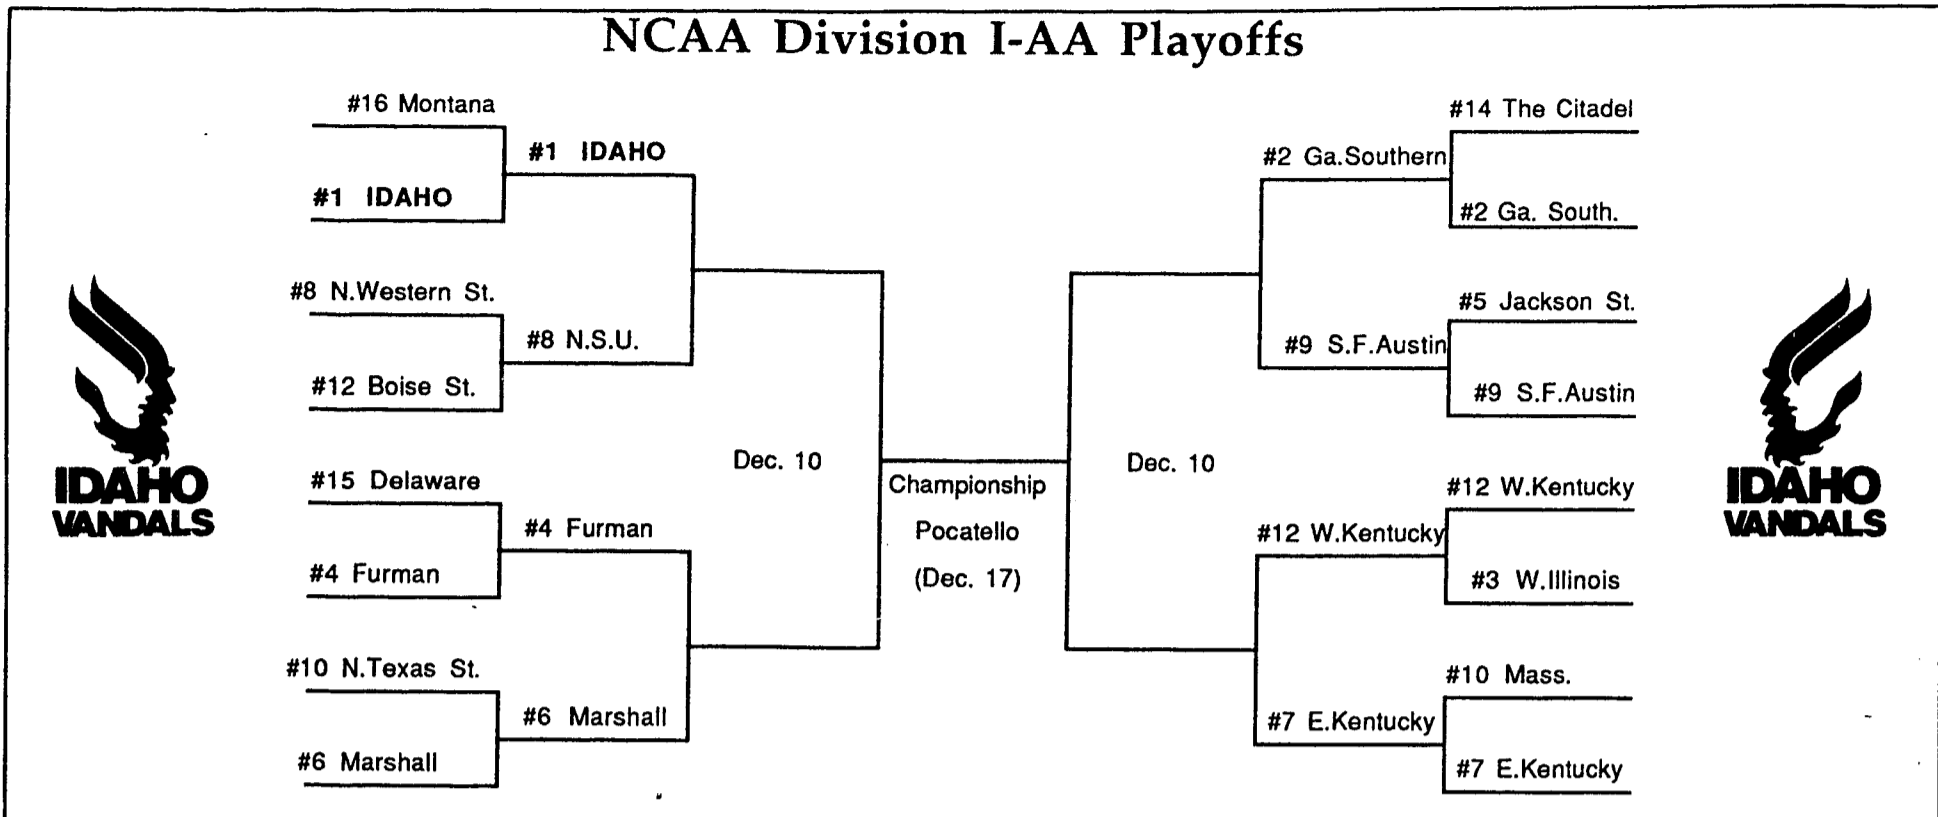 NCAA Division I-AA Playoffs
#16 Montana
#1 IDAHO
#1 IDAHO
#8 N.Western St.
#8 N.S.U.
#12 Boise St.
#15 Delaware
#4 Furman
#4 Furman
#10 N.Texas St.
#6 Marshall
#6 Marshall
IDAHO
VANDALS
Dec. 10
Championship
Pocatello
(Dec. 17)
Dec. 10
#14 The Citadel
#2 Ga.Southern
#2 Ga. South.
#5 Jackson St.
#9 S.F.Austin
#9 S.F.Austin
#12 W.Kentucky
#12 W.Kentucky
#3 W.Illinois
#10 Mass.
#7 E.Kentucky
#7 E.Kentucky
IDAHO
VANDALS